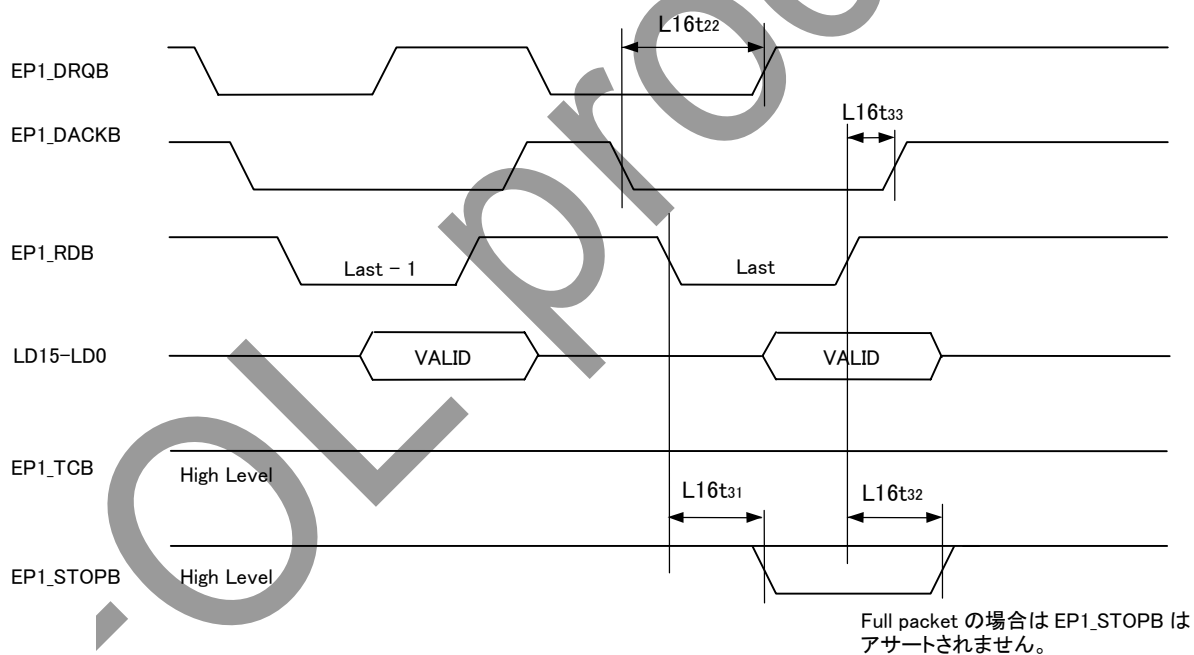 L16t22
EP1_DRQB
L16t33
EP1_DACKB
EP1_RDB
Last - 1
Last
LD15-LD0
VALID
VALID
EP1_TCB
High Level
L16t31
L16t32
EP1_STOPB
High Level
Full packet の場合は EP1_STOPB は
アサートされません。